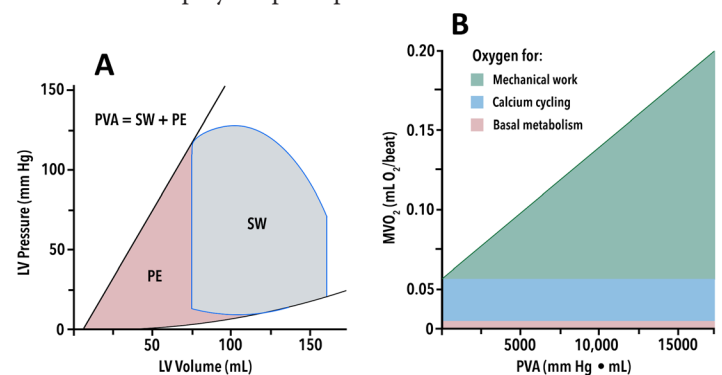 A
PVA = SW + PE
150
100
50
0
LV Pressure (mm Hg)
SW
PE
50
100
150
LV Volume (mL)
B
0.20
0.15
0.10
0.05
0
MVO2 (mL O2/beat)
Oxygen for:
Mechanical work
Calcium cycling
Basal metabolism
5000
10,000
15000
PVA (mm Hg • mL)